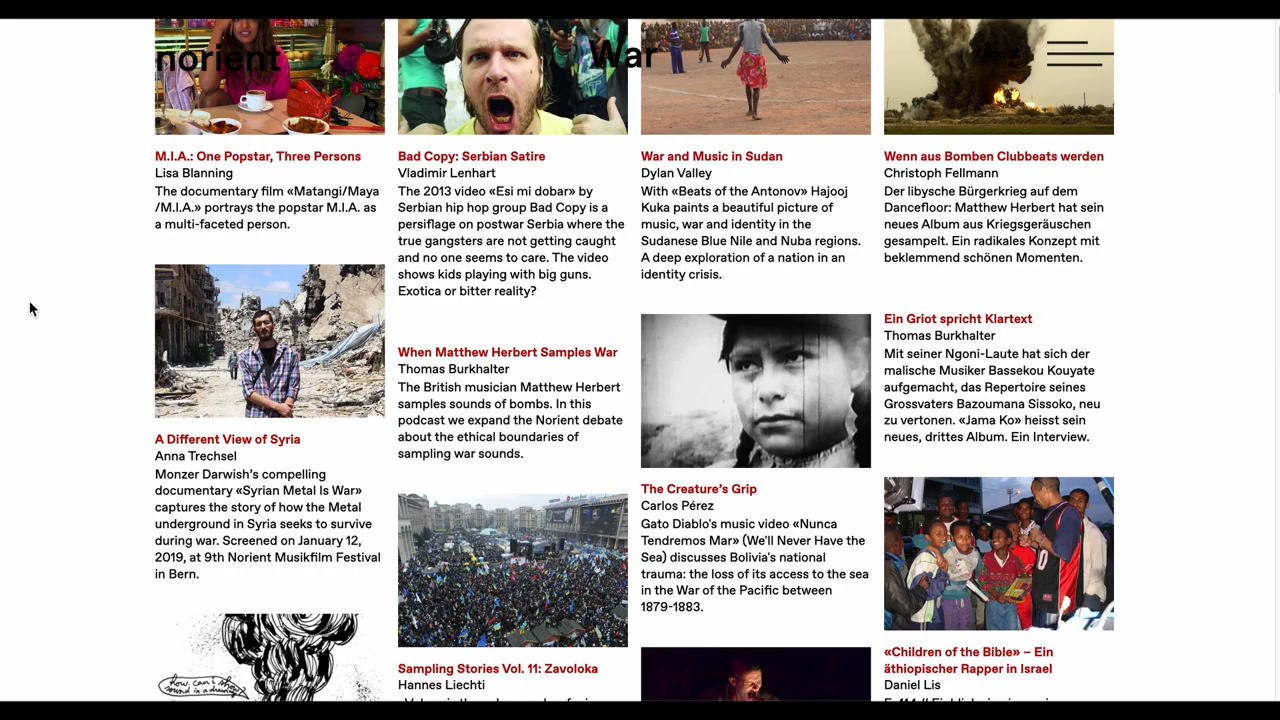 norient
War
M.I.A.: One Popstar, Three Persons
Lisa Blanning
The documentary film «Matangi/Maya
/M.I.A.» portrays the popstar M.I.A. as
a multi-faceted person.
Bad Copy: Serbian Satire
Vladimir Lenhart
The 2013 video «Esi mi dobar» by
Serbian hip hop group Bad Copy is a
persiflage on postwar Serbia where the
true gangsters are not getting caught
and no one seems to care. The video
shows kids playing with big guns.
Exotica or bitter reality?
War and Music in Sudan
Dylan Valley
With «Beats of the Antonov» Hajooj
Kuka paints a beautiful picture of
music, war and identity in the
Sudanese Blue Nile and Nuba regions.
A deep exploration of a nation in an
identity crisis.
Wenn aus Bomben Clubbeats werden
Christoph Fellmann
Der libysche Bürgerkrieg auf dem
Dancefloor: Matthew Herbert hat sein
neues Album aus Kriegsgeräuschen
gesampelt. Ein radikales Konzept mit
beklemmend schönen Momenten.
A Different View of Syria
Anna Trechsel
Monzer Darwish's compelling
documentary «Syrian Metal Is War»
captures the story of how the Metal
underground in Syria seeks to survive
during war. Screened on January 12,
2019, at 9th Norient Musikfilm Festival
in Bern.
When Matthew Herbert Samples War
Thomas Burkhalter
The British musician Matthew Herbert
samples sounds of bombs. In this
podcast we expand the Norient debate
about the ethical boundaries of
sampling war sounds.
The Creature's Grip
Carlos Pérez
Gato Diablo's music video «Nunca
Tendremos Mar» (We'll Never Have the
Sea) discusses Bolivia's national
trauma: the loss of its access to the sea
in the War of the Pacific between
1879-1883.
Ein Griot spricht Klartext
Thomas Burkhalter
Mit seiner Ngoni-Laute hat sich der
malische Musiker Bassekou Kouyate
aufgemacht, das Repertoire seines
Grossvaters Bazoumana Sissoko, neu
zu vertonen. «Jama Ko» heisst sein
neues, drittes Album. Ein Interview.
how can i show
sound in a drawing
Sampling Stories Vol. 11: Zavoloka
Hannes Liechti
«Children of the Bible» – Ein
äthiopischer Rapper in Israel
Daniel Lis